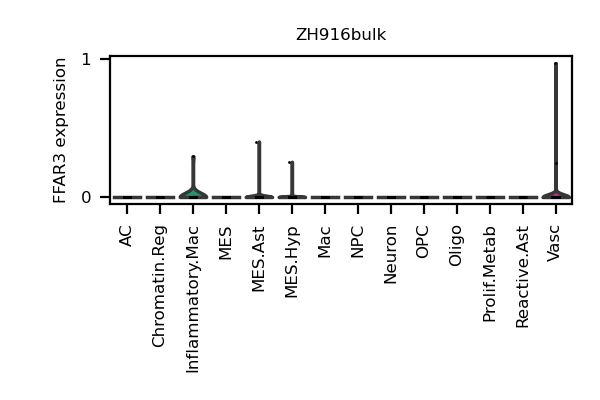 ZH916bulk
FFAR3 expression
1
0
AC
Chromatin.Reg
Inflammatory.Mac
MES
MES.Ast
MES.Hyp
Mac
NPC
Neuron
OPC
Oligo
Prolif.Metab
Reactive.Ast
Vasc